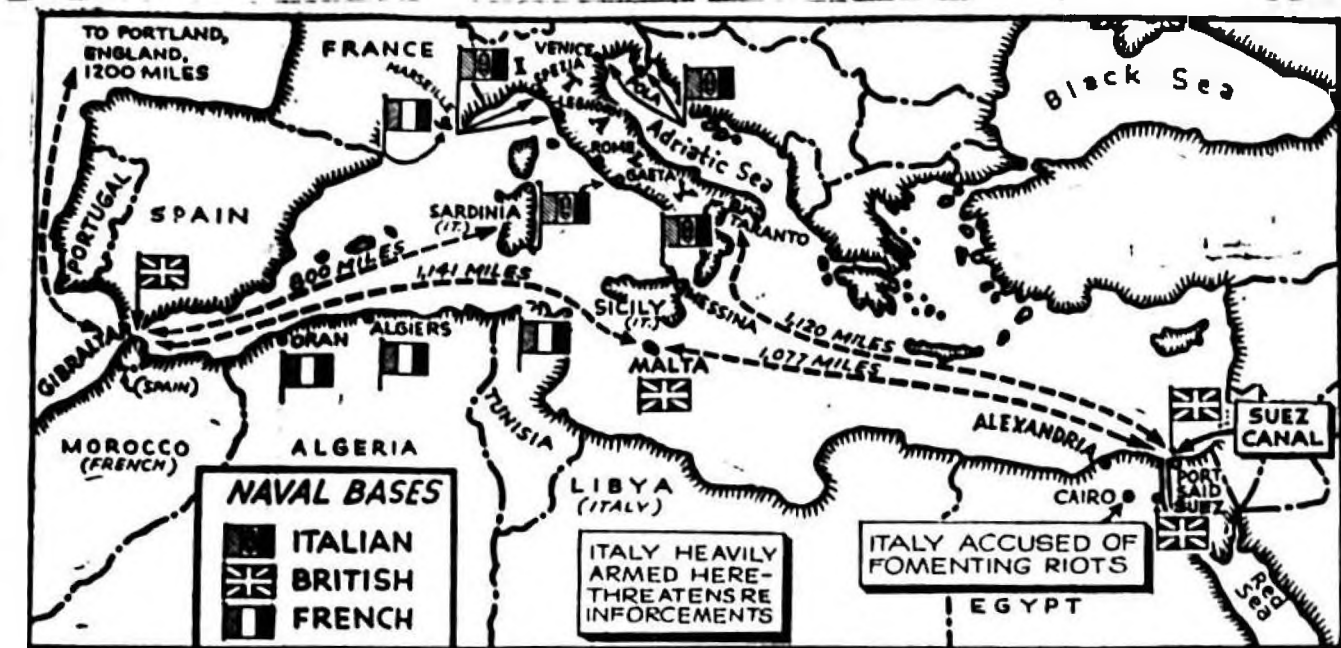 TO PORTLAND,
ENGLAND,
1200 MILES
FRANCE
MARSEILLE
VENICE
SPEZIA
POLA
LEGHORN
ROME
GAETA
Adriatic Sea
Black Sea
PORTUGAL
SPAIN
SARDINIA
(IT.)
TARANTO
800 MILES
1,141 MILES
SICILY
(IT.)
MESSINA
1,120 MILES
1,077 MILES
MALTA
GIBRALTAR
(SPAIN)
ORAN
ALGIERS
MOROCCO
(FRENCH)
ALGERIA
TUNISIA
LIBYA
(ITALY)
ALEXANDRIA
SUEZ
CANAL
CAIRO
PORT
SAID
SUEZ
NAVAL BASES
ITALIAN
BRITISH
FRENCH
ITALY HEAVILY
ARMED HERE-
THREATENS RE
INFORCEMENTS
ITALY ACCUSED OF
FOMENTING RIOTS
EGYPT
Red
Sea